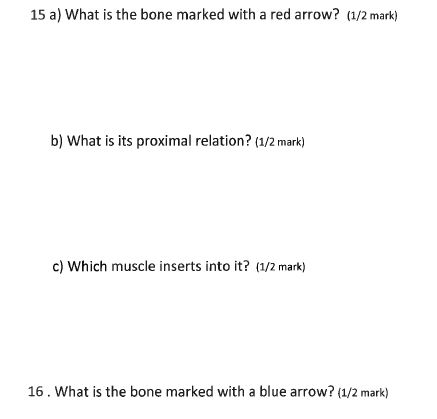 15 a) What is the bone marked with a red arrow? (1/2 mark)
b) What is its proximal relation? (1/2 mark)
c) Which muscle inserts into it? (1/2 mark)
16 . What is the bone marked with a blue arrow? (1/2 mark)